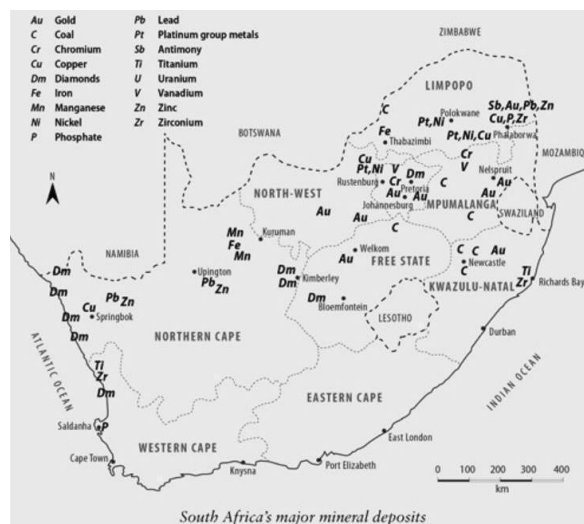 Au Gold
C Coal
Cr Chromium
Cu Copper
Dm Diamonds
Fe Iron
Mn Manganese
Ni Nickel
P Phosphate
Pb Lead
Pt Platinum group metals
Sb Antimony
Ti Titanium
U Uranium
V Vanadium
Zn Zinc
Zr Zirconium
ZIMBABWE
LIMPOPO
C
Polokwane
Sb,Au,Pb,Zn
Cu,P,Zr
Phalaborwa
Pt,Ni
Fe
Thabazimbi
Pt,Ni,Cu
BOTSWANA
MOZAMBIQ
Cu
Pt,Ni
V
Dm
Cr
V
Nelspruit
N
NORTH-WEST
Rustenburg
Cr
Pretoria
C
Au
Au
Au
Johannesburg
Au
MPUMALANGA
Au
Au
C
SWAZILAND
C
Mn
Kuruman
Fe
Mn
Welkom
Au
FREE STATE
C
C
Au
Newcastle
C
NAMIBIA
Dm
Upington
Pb
Zn
Dm
Dm
Kimberley
KWAZULU-NATAL
Ti
Zr
Richards Bay
Dm
Pb
Zn
Cu
Dm
Springbok
Dm
Bloemfontein
LESOTHO
Dm
NORTHERN CAPE
Durban
ATLANTIC OCEAN
INDIAN OCEAN
Ti
Zr
Dm
EASTERN CAPE
Saldanha
P
East London
WESTERN CAPE
Cape Town
Knysna
Port Elizabeth
0 100 200 300 400
km
South Africa's major mineral deposits